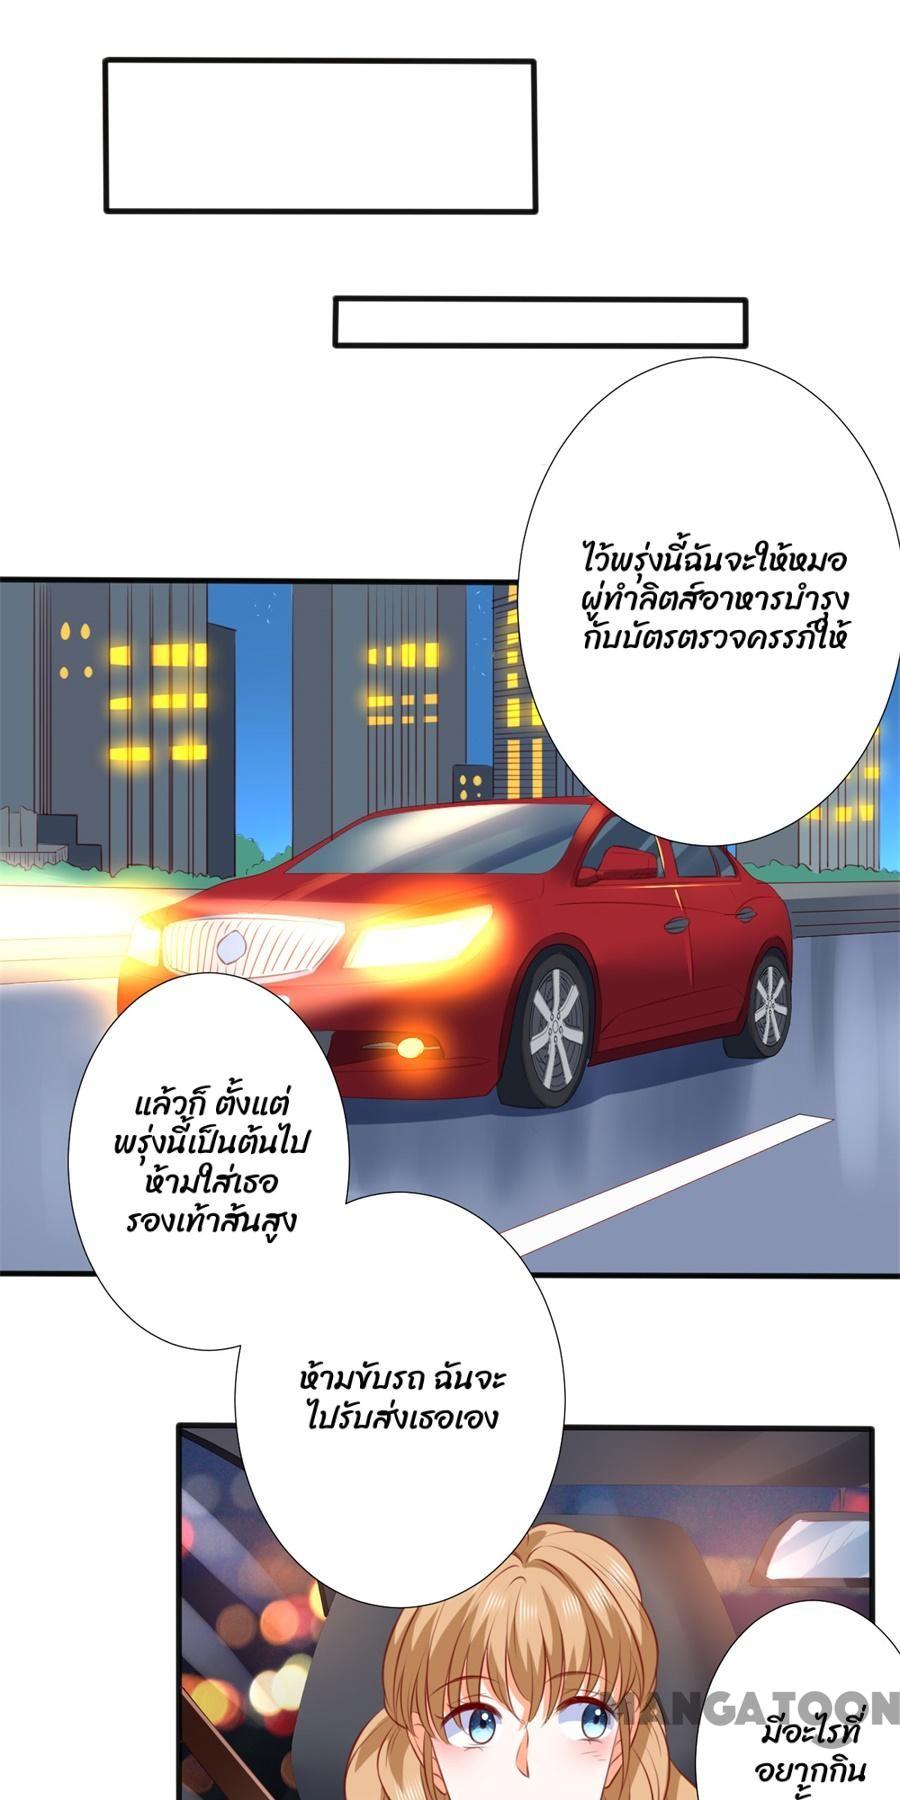 ไว้พรุ่งนี้ฉันจะให้หมอ
ผู่ทำลิตส์อาหารบำรุง
กับบัตรตรวจครรภ์ให้
แล้วก็ ตั้งแต่
พรุ่งนี้เป็นต้นไป
ห้ามใส่เธอ
รองเท้าส้นสูง
ห้ามขับรถ ฉันจะ
ไปรับส่งเธอเอง
MANGATOON
มีอะไรที่
อยากกิน